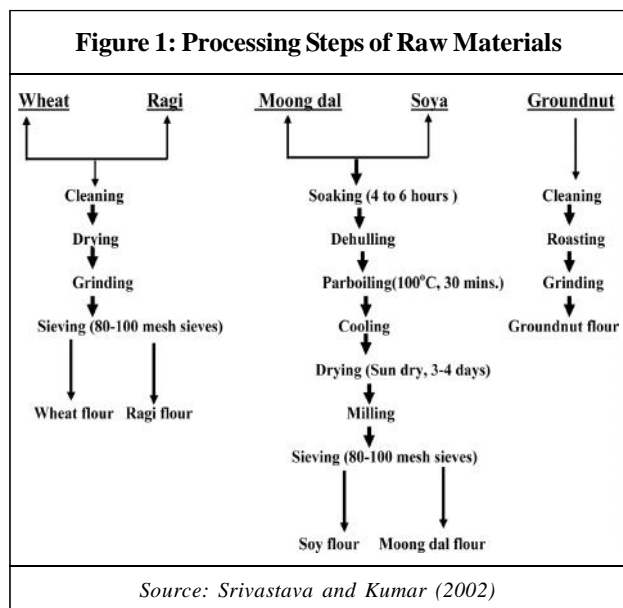 Figure 1: Processing Steps of Raw Materials
Wheat Ragi Moong dal Soya Groundnut
Cleaning
Drying
Grinding
Sieving (80-100 mesh sieves)
Wheat flour Ragi flour
Soaking (4 to 6 hours )
Dehulling
Parboiling(100°C, 30 mins.)
Cooling
Drying (Sun dry, 3-4 days)
Milling
Sieving (80-100 mesh sieves)
Soy flour Moong dal flour
Cleaning
Roasting
Grinding
Groundnut flour
Source: Srivastava and Kumar (2002)